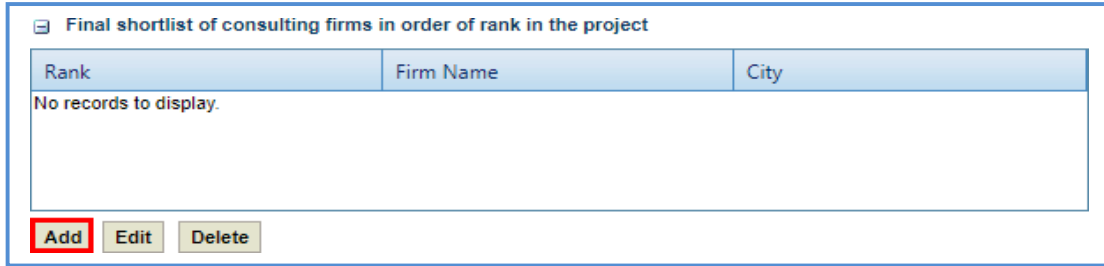 Final shortlist of consulting firms in order of rank in the project
Rank Firm Name City
No records to display.
Add Edit Delete